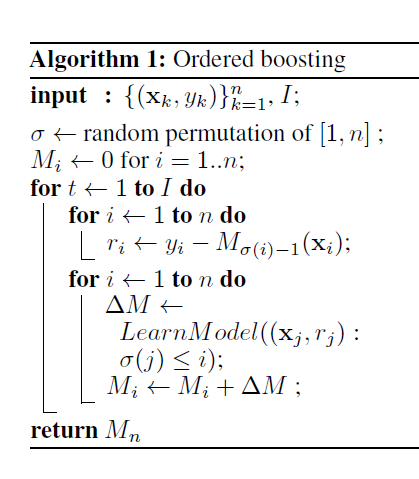 Algorithm 1: Ordered boosting
input : {(x_k, y_k)}_{k=1}^n, I;
σ ← random permutation of [1, n] ;
M_i ← 0 for i = 1..n;
for t ← 1 to I do
for i ← 1 to n do
r_i ← y_i − M_{σ(i)−1}(x_i);
for i ← 1 to n do
ΔM ←
LearnModel((x_j, r_j) :
σ(j) ≤ i);
M_i ← M_i + ΔM ;
return M_n